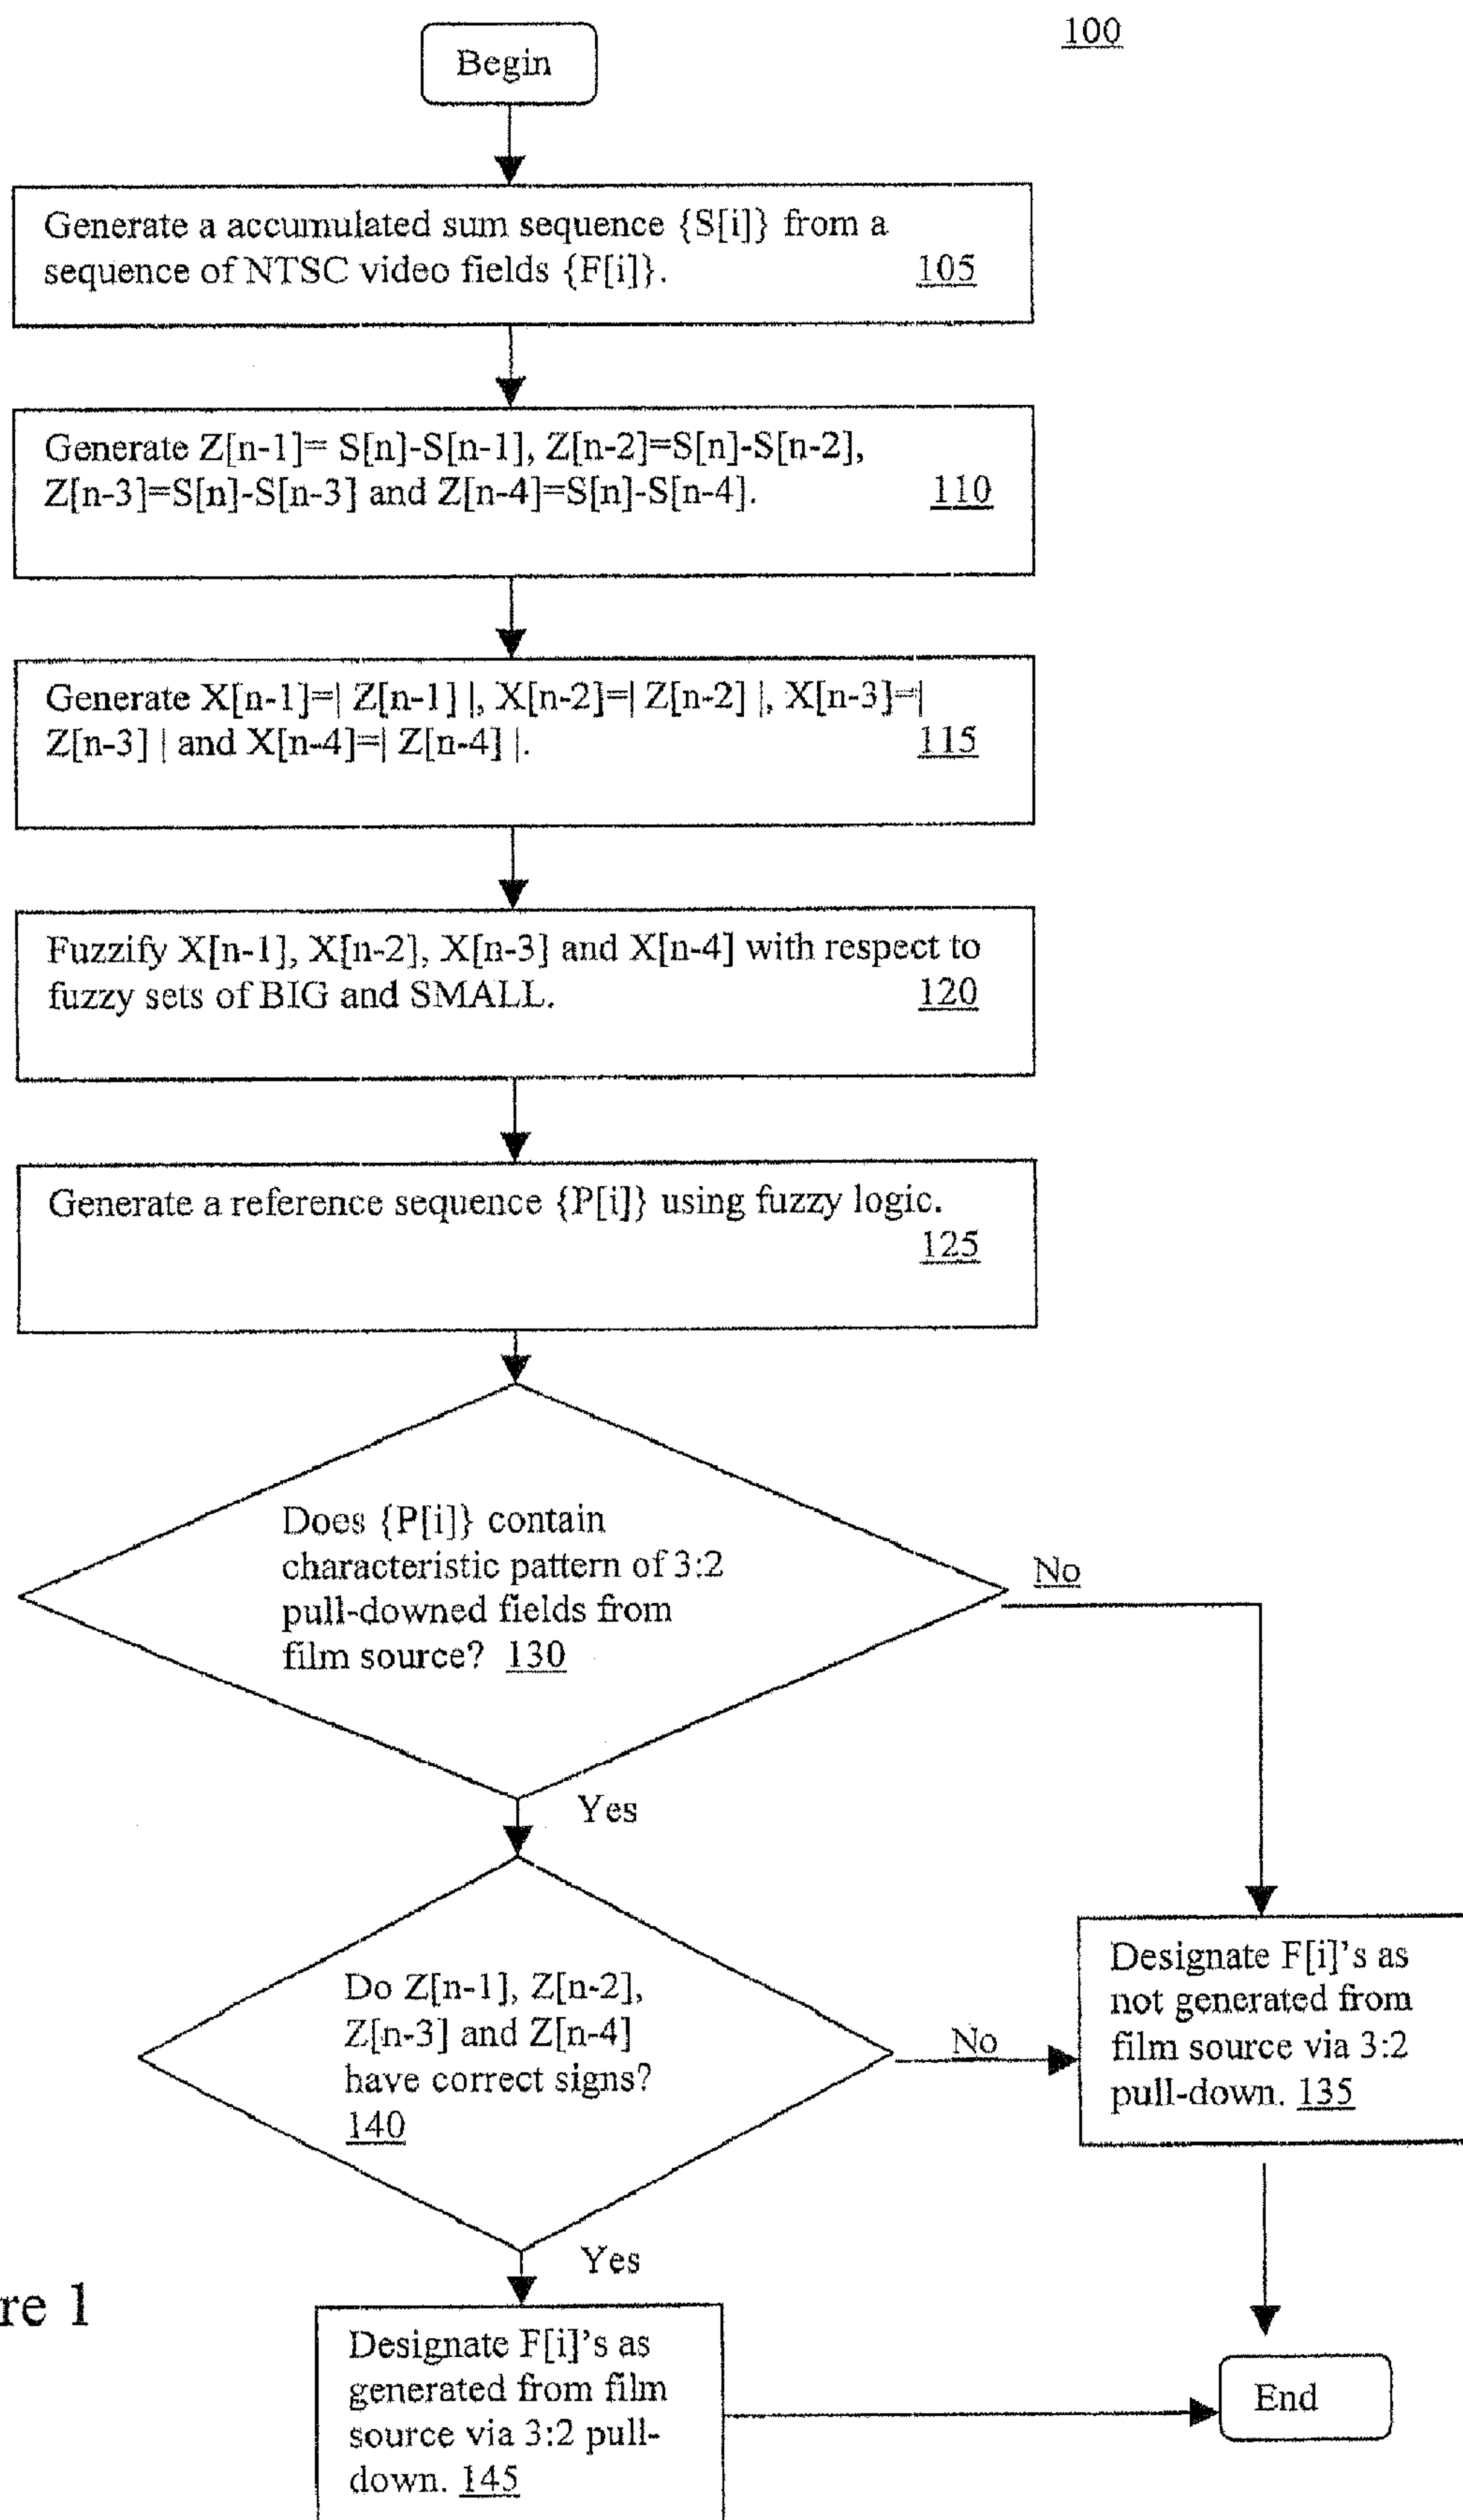 100
Begin
Generate a accumulated sum sequence {S[i]} from a
sequence of NTSC video fields {F[i]}. 105
Generate Z[n-1]= S[n]-S[n-1], Z[n-2]=S[n]-S[n-2],
Z[n-3]=S[n]-S[n-3] and Z[n-4]=S[n]-S[n-4]. 110
Generate X[n-1]=| Z[n-1] |, X[n-2]=| Z[n-2] |, X[n-3]=|
Z[n-3] | and X[n-4]=| Z[n-4] |. 115
Fuzzify X[n-1], X[n-2], X[n-3] and X[n-4] with respect to
fuzzy sets of BIG and SMALL. 120
Generate a reference sequence {P[i]} using fuzzy logic.
125
Does {P[i]} contain
characteristic pattern of 3:2
pull-downed fields from
film source? 130
No
Yes
Do Z[n-1], Z[n-2],
Z[n-3] and Z[n-4]
have correct signs?
140
No
Designate F[i]'s as
not generated from
film source via 3:2
pull-down. 135
Yes
re 1
Designate F[i]'s as
generated from film
source via 3:2 pull-
down. 145
End